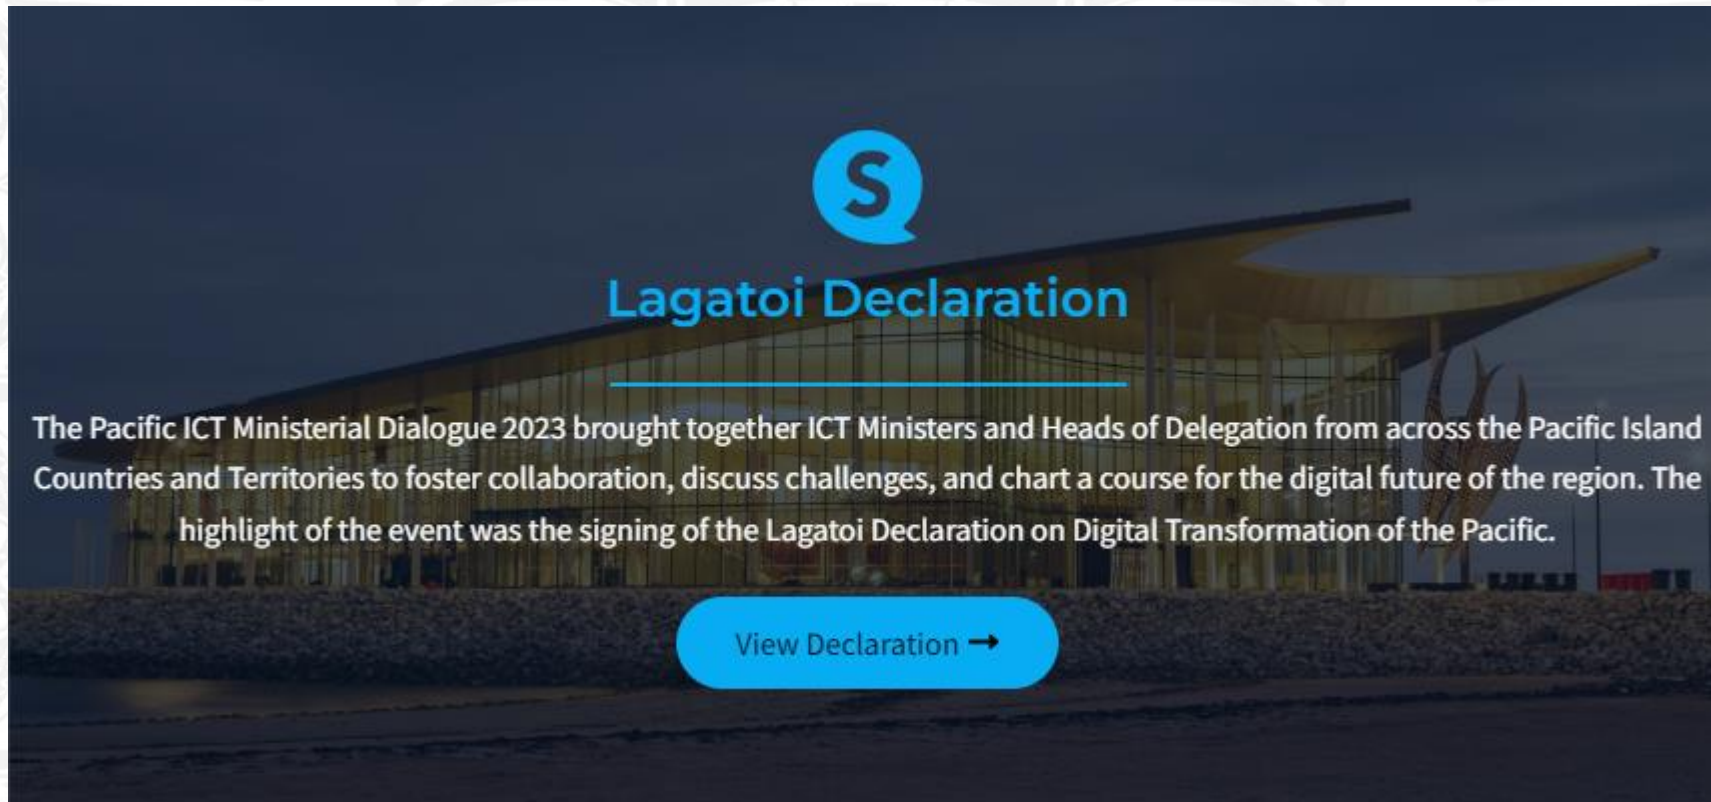 S
Lagatoi Declaration
The Pacific ICT Ministerial Dialogue 2023 brought together ICT Ministers and Heads of Delegation from across the Pacific Island
Countries and Territories to foster collaboration, discuss challenges, and chart a course for the digital future of the region. The
highlight of the event was the signing of the Lagatoi Declaration on Digital Transformation of the Pacific.
View Declaration →